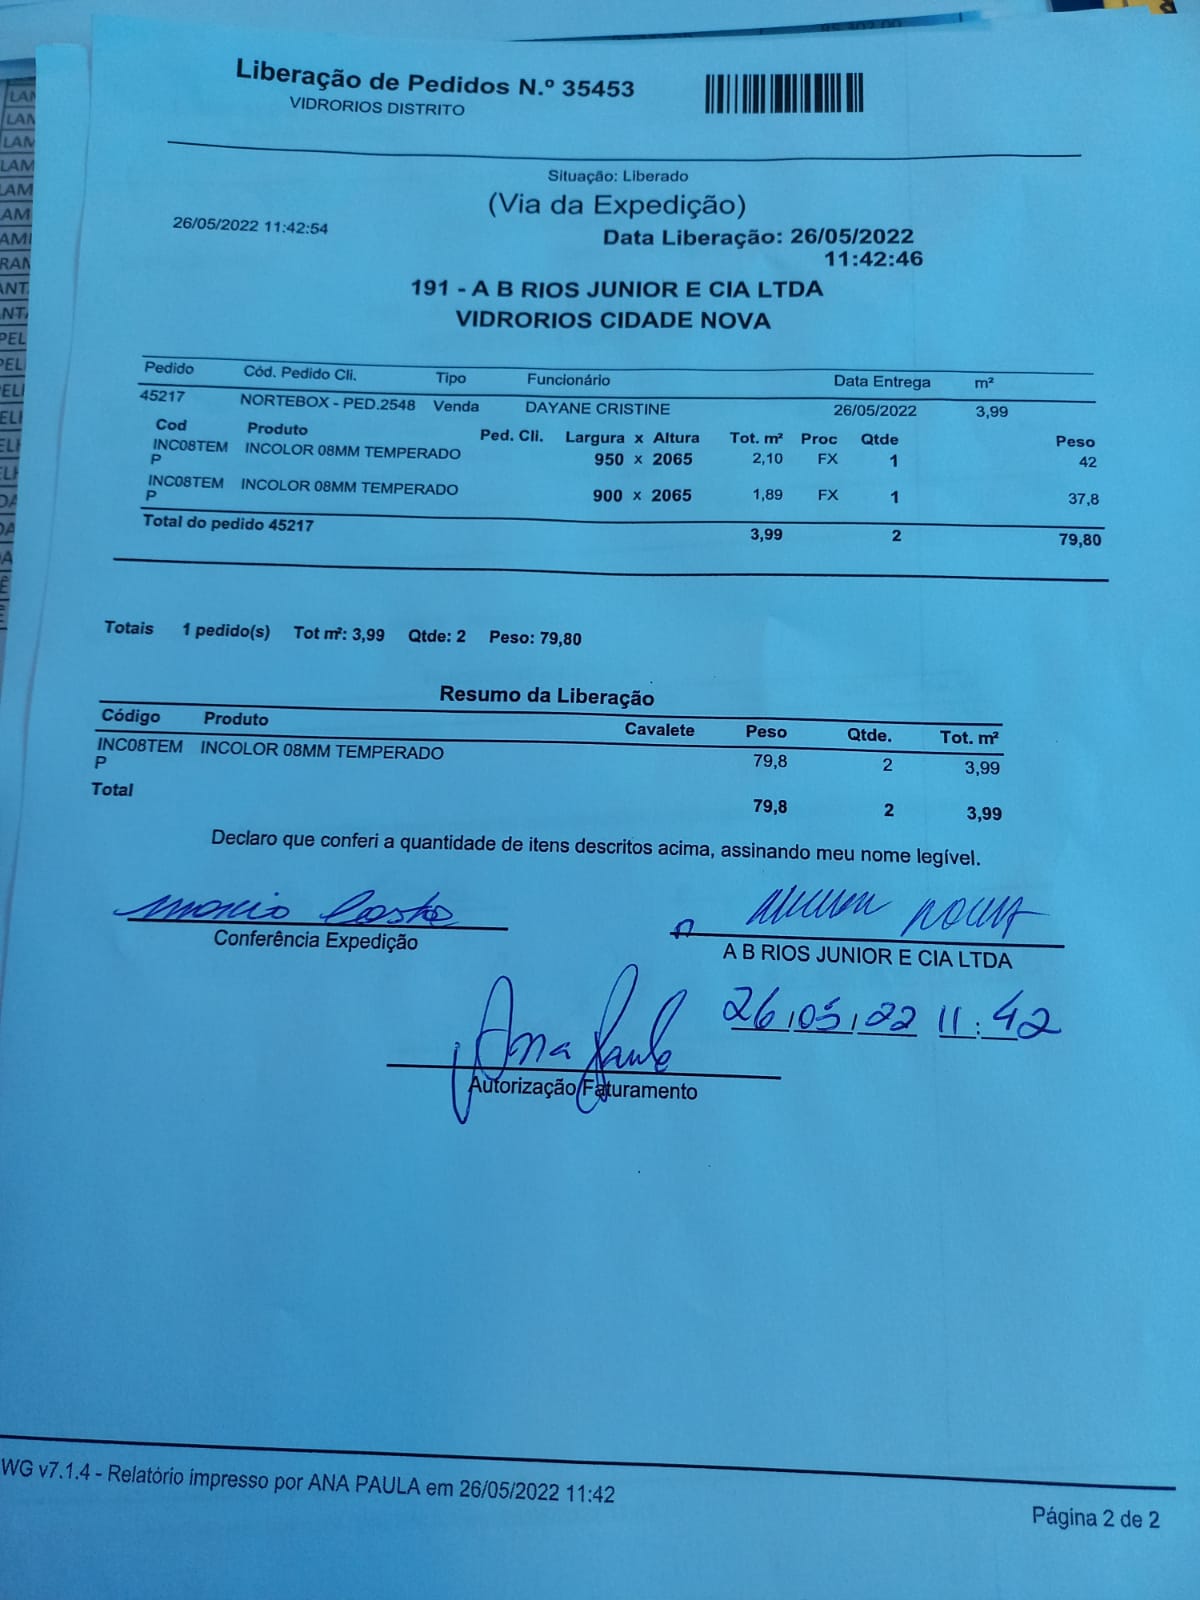 Liberação de Pedidos N.º 35453
VIDRORIOS DISTRITO
Situação: Liberado
(Via da Expedição)
26/05/2022 11:42:54
Data Liberação: 26/05/2022
11:42:46
191 - A B RIOS JUNIOR E CIA LTDA
VIDRORIOS CIDADE NOVA
Pedido Cód. Pedido Cli. Tipo Funcionário Data Entrega m²
45217 NORTEBOX - PED.2548 Venda DAYANE CRISTINE 26/05/2022 3,99
Cod Produto Ped. Cli. Largura x Altura Tot. m² Proc Qtde Peso
INC08TEM INCOLOR 08MM TEMPERADO 950 x 2065 2,10 FX 1 42
P
INC08TEM INCOLOR 08MM TEMPERADO 900 x 2065 1,89 FX 1 37,8
P
Total do pedido 45217 3,99 2 79,80
Totais 1 pedido(s) Tot m²: 3,99 Qtde: 2 Peso: 79,80
Resumo da Liberação
Código Produto Cavalete Peso Qtde. Tot. m²
INC08TEM INCOLOR 08MM TEMPERADO 79,8 2 3,99
P
Total 79,8 2 3,99
Declaro que conferi a quantidade de itens descritos acima, assinando meu nome legível.
Marcio Costa
Conferência Expedição
A B RIOS JUNIOR E CIA LTDA
26/05/22 11:42
Ana Paula
Autorização Faturamento
WG v7.1.4 - Relatório impresso por ANA PAULA em 26/05/2022 11:42
Página 2 de 2